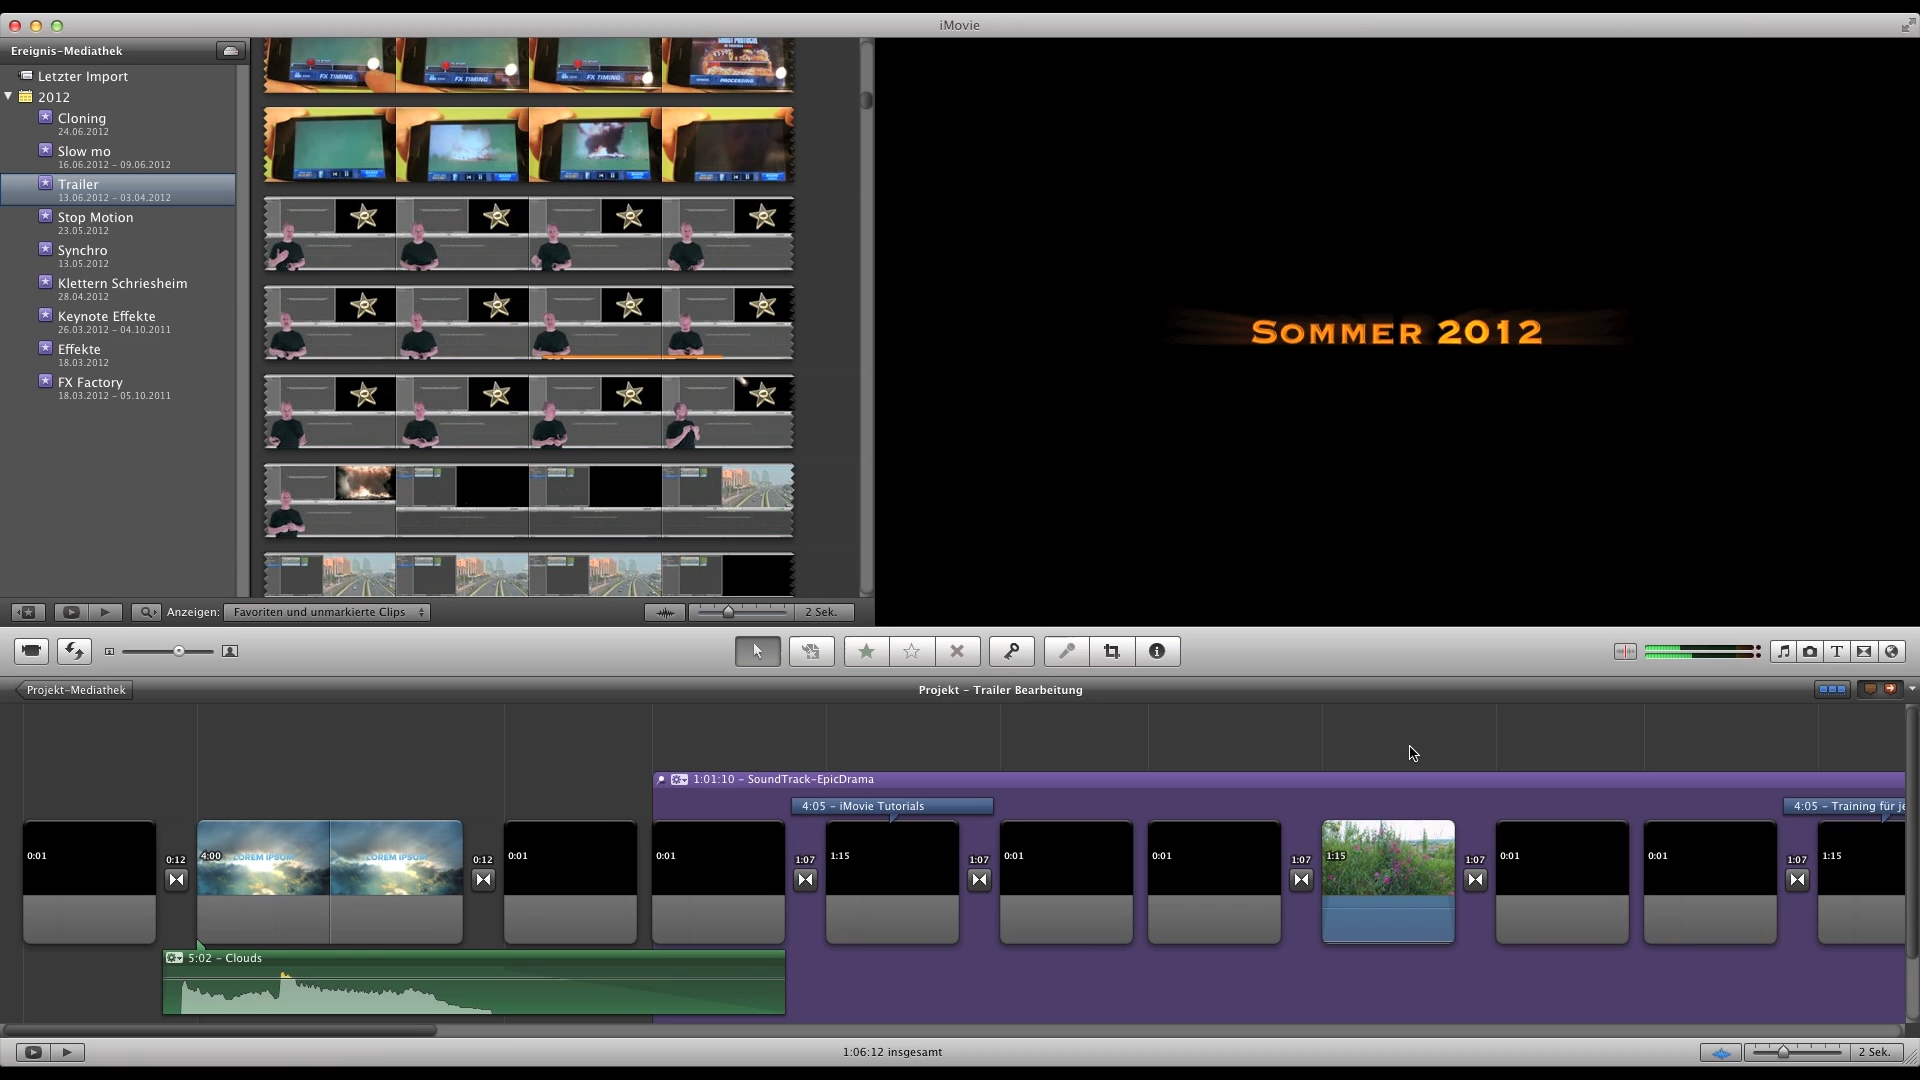 iMovie
Ereignis-Mediathek
Letzter Import
2012
Cloning
24.06.2012
Slow mo
16.06.2012 – 09.06.2012
Trailer
13.06.2012 – 03.04.2012
Stop Motion
23.05.2012
Synchro
13.05.2012
Klettern Schriesheim
28.04.2012
Keynote Effekte
26.03.2012 – 04.10.2011
Effekte
18.03.2012
FX Factory
18.03.2012 – 05.10.2011
FX TIMING
FX TIMING
FX TIMING
PROCESSING
SOMMER 2012
Anzeigen: Favoriten und unmarkierte Clips
2 Sek.
Projekt-Mediathek
Projekt – Trailer Bearbeitung
1:01:10 – SoundTrack-EpicDrama
4:05 – iMovie Tutorials
4:05 – Training für je
0:01
0:12
4:00
LOREM IPSUM
LOREM IPSUM
0:12
0:01
0:01
1:07
1:15
1:07
0:01
0:01
1:07
1:15
1:07
0:01
0:01
1:07
1:15
5:02 – Clouds
1:06:12 insgesamt
2 Sek.